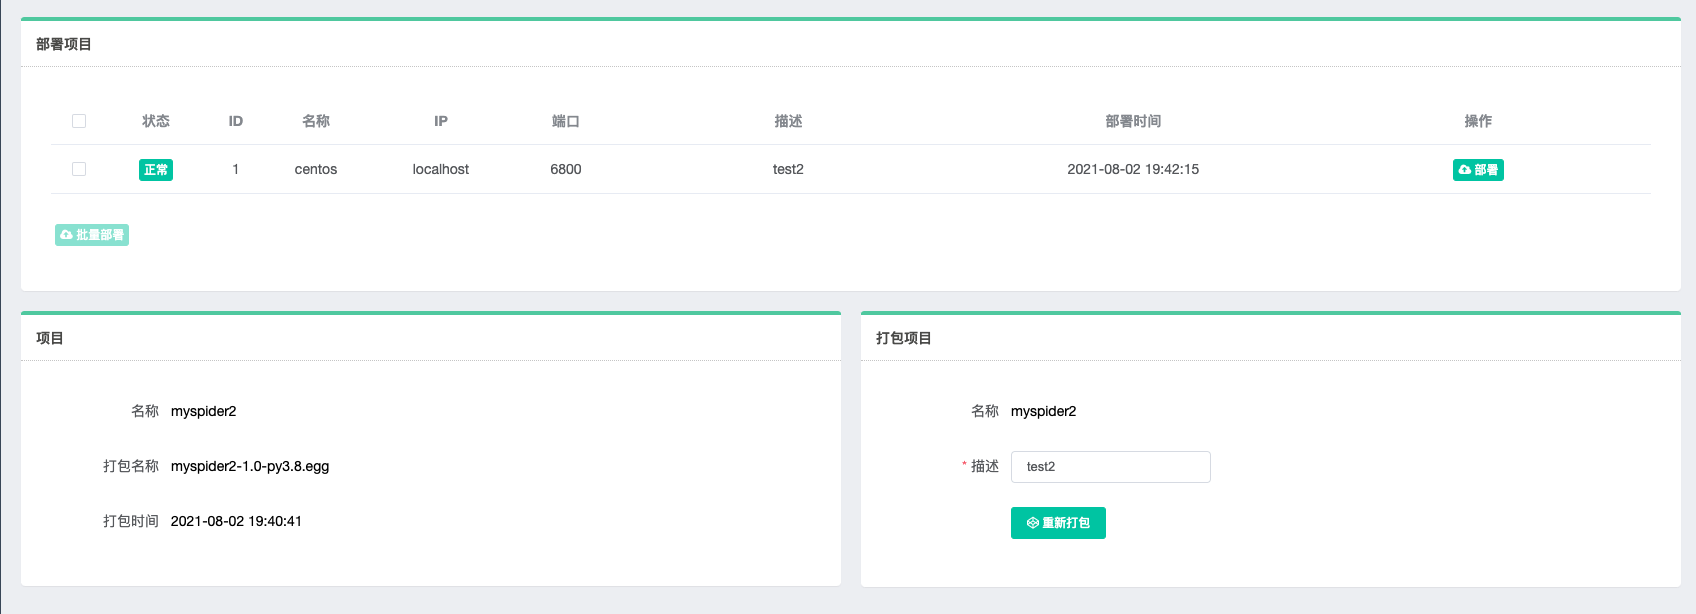 部署项目
状态 ID 名称 IP 端口 描述 部署时间 操作
正常 1 centos localhost 6800 test2 2021-08-02 19:42:15 部署
批量部署
项目
名称 myspider2
打包名称 myspider2-1.0-py3.8.egg
打包时间 2021-08-02 19:40:41
打包项目
名称 myspider2
* 描述 test2
重新打包